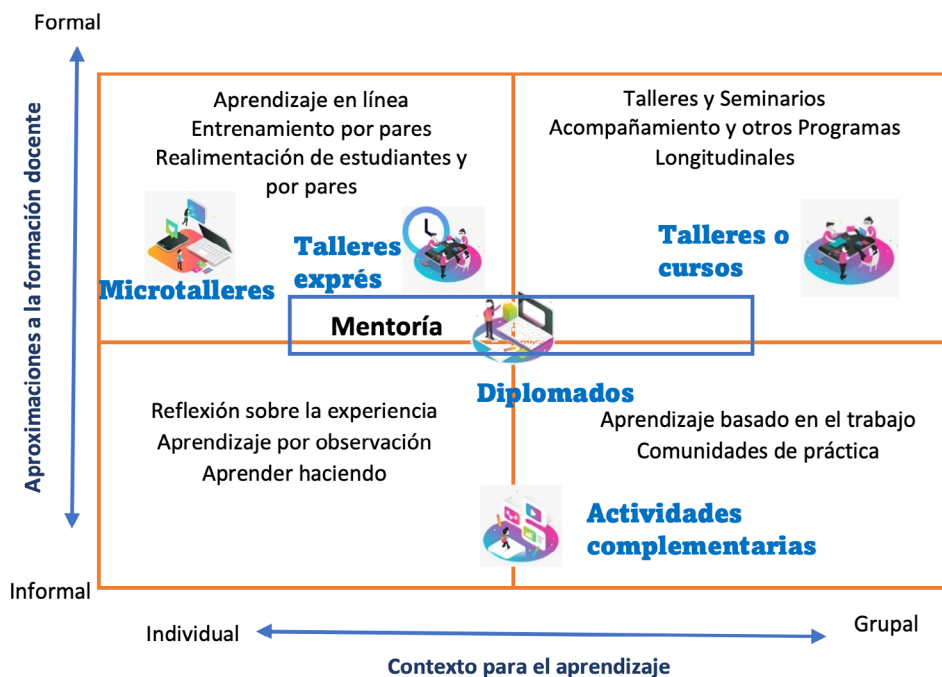 Formal
Aproximaciones a la formación docente
Aprendizaje en línea
Entrenamiento por pares
Realimentación de estudiantes y
por pares
Microtalleres
Talleres
exprés
Talleres y Seminarios
Acompañamiento y otros Programas
Longitudinales
Talleres o
cursos
Mentoría
Diplomados
Reflexión sobre la experiencia
Aprendizaje por observación
Aprender haciendo
Aprendizaje basado en el trabajo
Comunidades de práctica
Actividades
complementarias
Informal
Individual
Grupal
Contexto para el aprendizaje